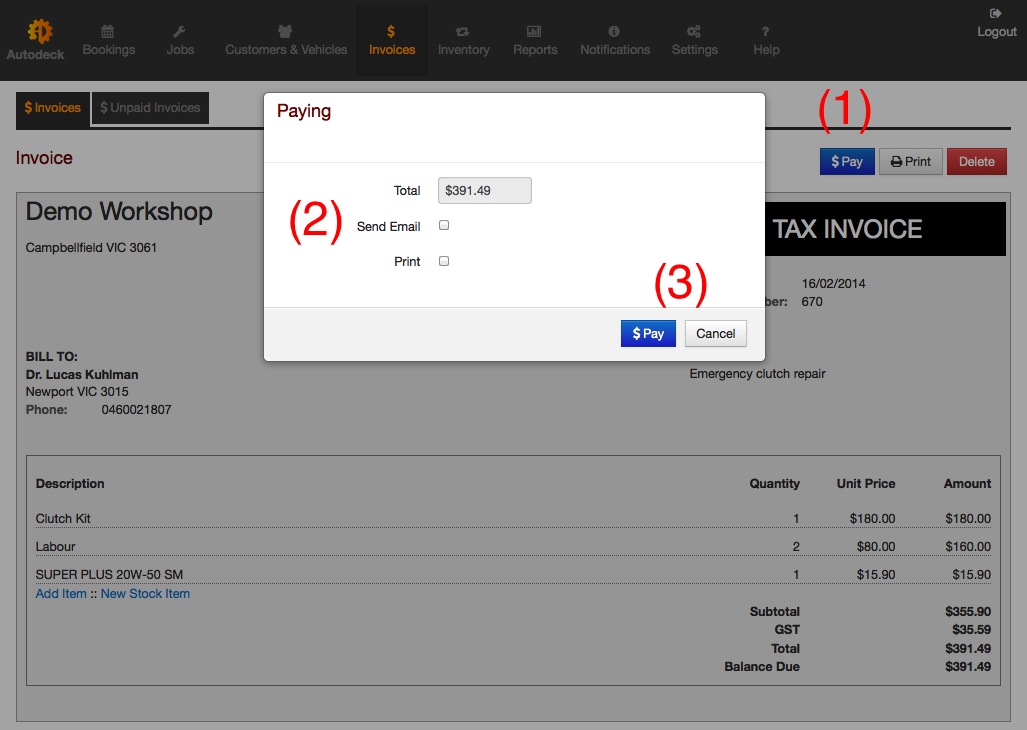 Autodeck
Bookings
Jobs
Customers & Vehicles
$
Invoices
Inventory
Reports
Notifications
Settings
?
Help
Logout
$ Invoices
$ Unpaid Invoices
Paying
(1)
Invoice
$ Pay
Print
Delete
Total
$391.49
(2)
Send Email
Print
(3)
$ Pay
Cancel
Demo Workshop
Campbellfield VIC 3061
TAX INVOICE
16/02/2014
ber: 670
BILL TO:
Dr. Lucas Kuhlman
Newport VIC 3015
Phone: 0460021807
Emergency clutch repair
Description Quantity Unit Price Amount
Clutch Kit 1 $180.00 $180.00
Labour 2 $80.00 $160.00
SUPER PLUS 20W-50 SM 1 $15.90 $15.90
Add Item :: New Stock Item
Subtotal $355.90
GST $35.59
Total $391.49
Balance Due $391.49